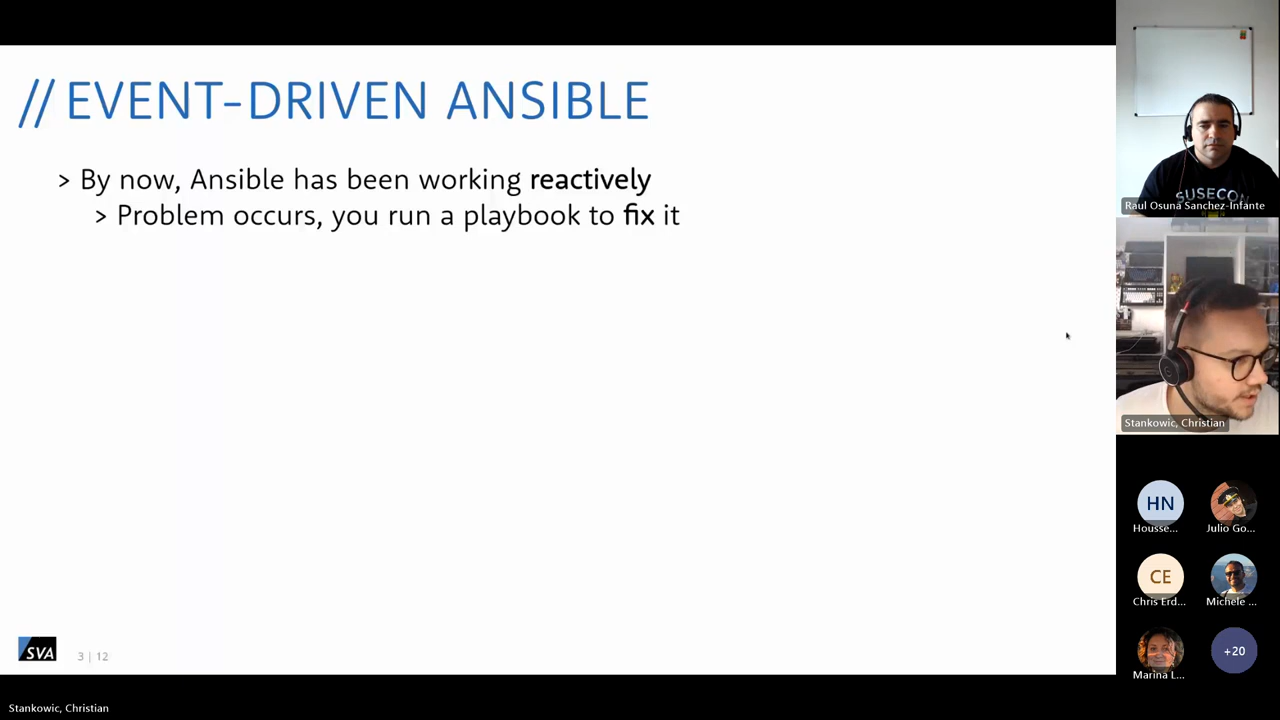 // EVENT-DRIVEN ANSIBLE
> By now, Ansible has been working reactively
> Problem occurs, you run a playbook to fix it
SVA
3 | 12
SUSECON
Raul Osuna Sanchez-Infante
Stankowic, Christian
HN
Housse...
Julio Go...
CE
Chris Erd...
Michele ...
Marina L...
+20
Stankowic, Christian